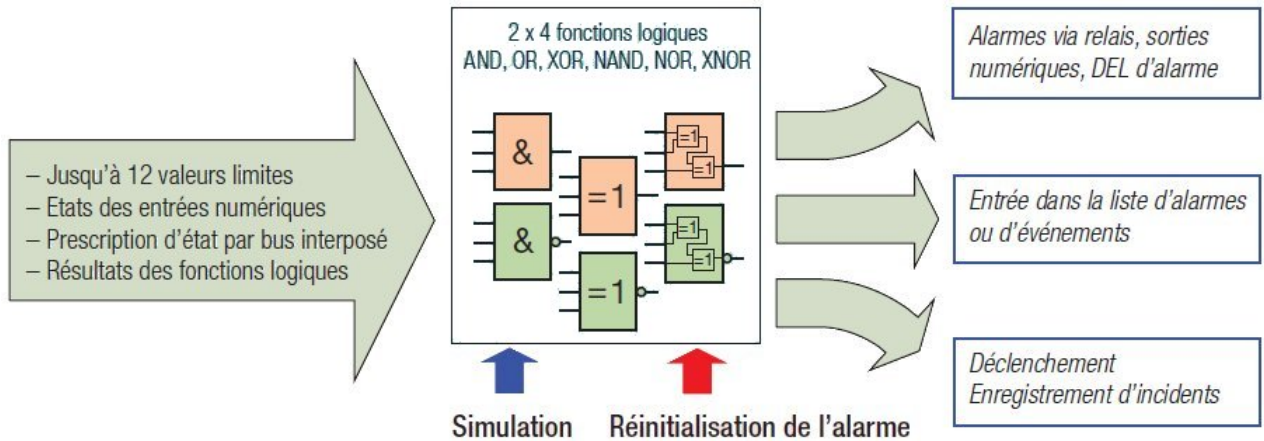 – Jusqu'à 12 valeurs limites
– Etats des entrées numériques
– Prescription d'état par bus interposé
– Résultats des fonctions logiques
2 x 4 fonctions logiques
AND, OR, XOR, NAND, NOR, XNOR
&
=1
=1
=1
&
=1
=1
=1
Simulation
Réinitialisation de l'alarme
Alarmes via relais, sorties
numériques, DEL d'alarme
Entrée dans la liste d'alarmes
ou d'événements
Déclenchement
Enregistrement d'incidents